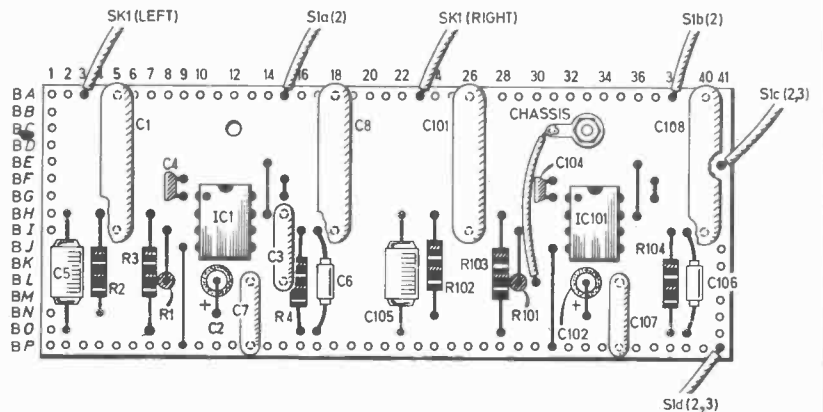 SK1 (LEFT) S1a(2) SK1 (RIGHT) S1b(2)
S1c(2,3)
1 2 3 4 5 6 7 8 9 10 12 14 16 18 20 22 4 26 28 30 32 34 36 3 40 41
BA
BB
BC
BD
BE
BF
BG
BH
BI
BJ
BK
BL
BM
BN
BO
BP
C1
C8
C101
CHASSIS
C108
C4
C104
IC1
IC101
C5
R2
R3
R1
C2
+
C7
C3
R4
C6
C105
R102
R103
R101
C102
+
C107
R104
C106
S1d(2,3)